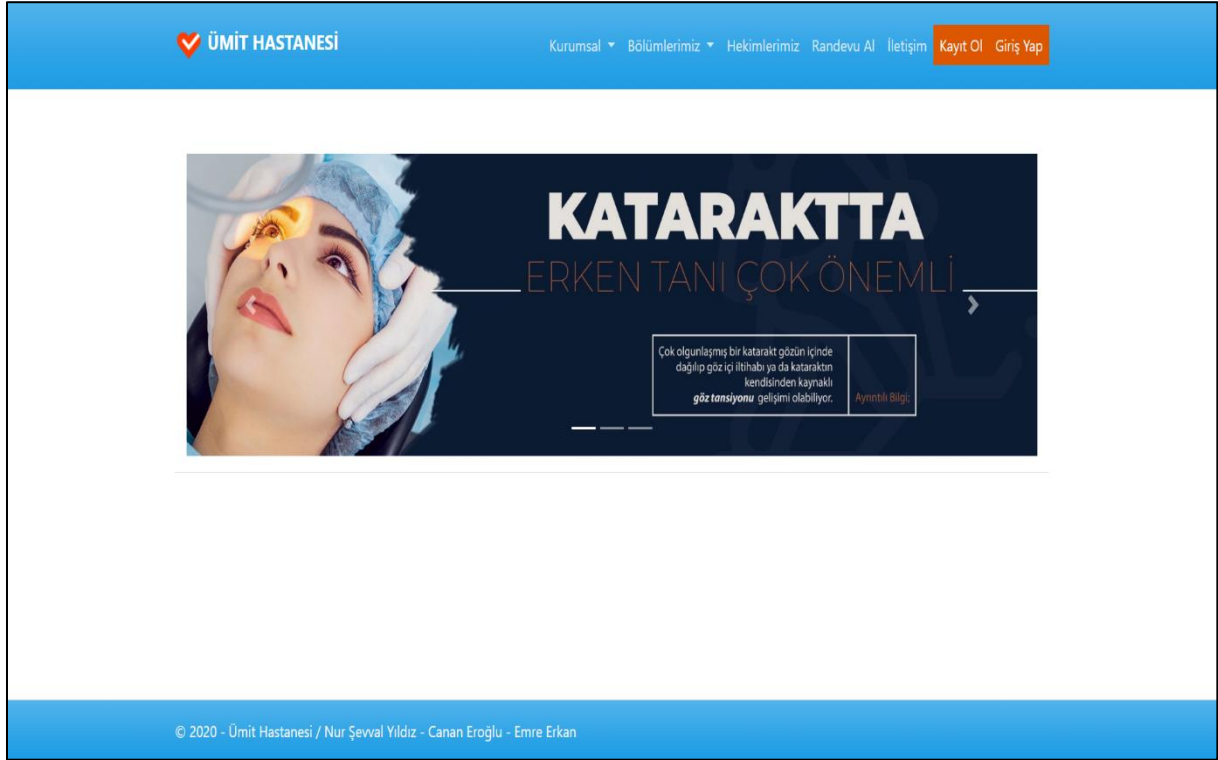 ÜMİT HASTANESİ
Kurumsal Bölümlerimiz Hekimlerimiz Randevu Al İletişim Kayıt Ol Giriş Yap
KATARAKTTA
ERKEN TANI ÇOK ÖNEMLİ
Çok olgunlaşmış bir katarakt gözün içinde
dağılıp göz içi iltihabı ya da kataraktın
kendisinden kaynaklı
göz tansiyonu gelişimi olabiliyor.
Ayrıntılı Bilgi;
© 2020 - Ümit Hastanesi / Nur Şevval Yıldız - Canan Eroğlu - Emre Erkan